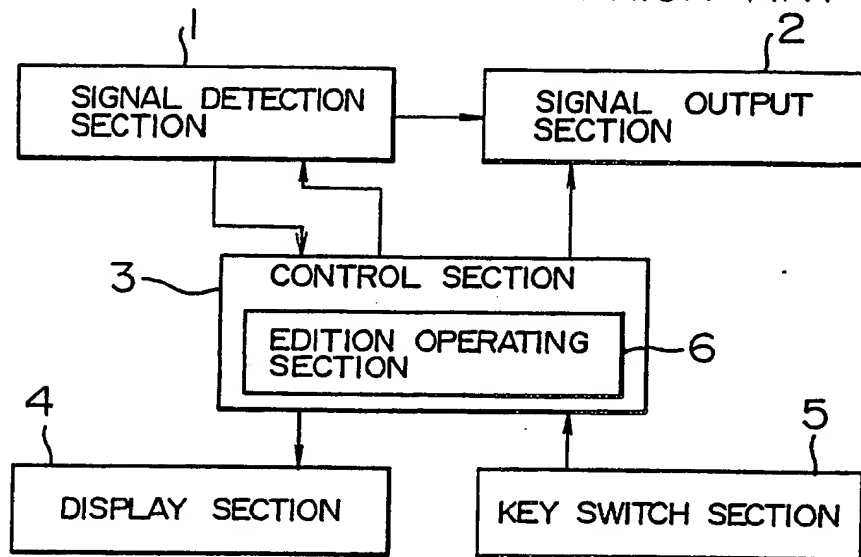 1
2
SIGNAL DETECTION
SECTION
SIGNAL OUTPUT
SECTION
3
CONTROL SECTION
EDITION OPERATING
SECTION
6
4
5
DISPLAY SECTION
KEY SWITCH SECTION